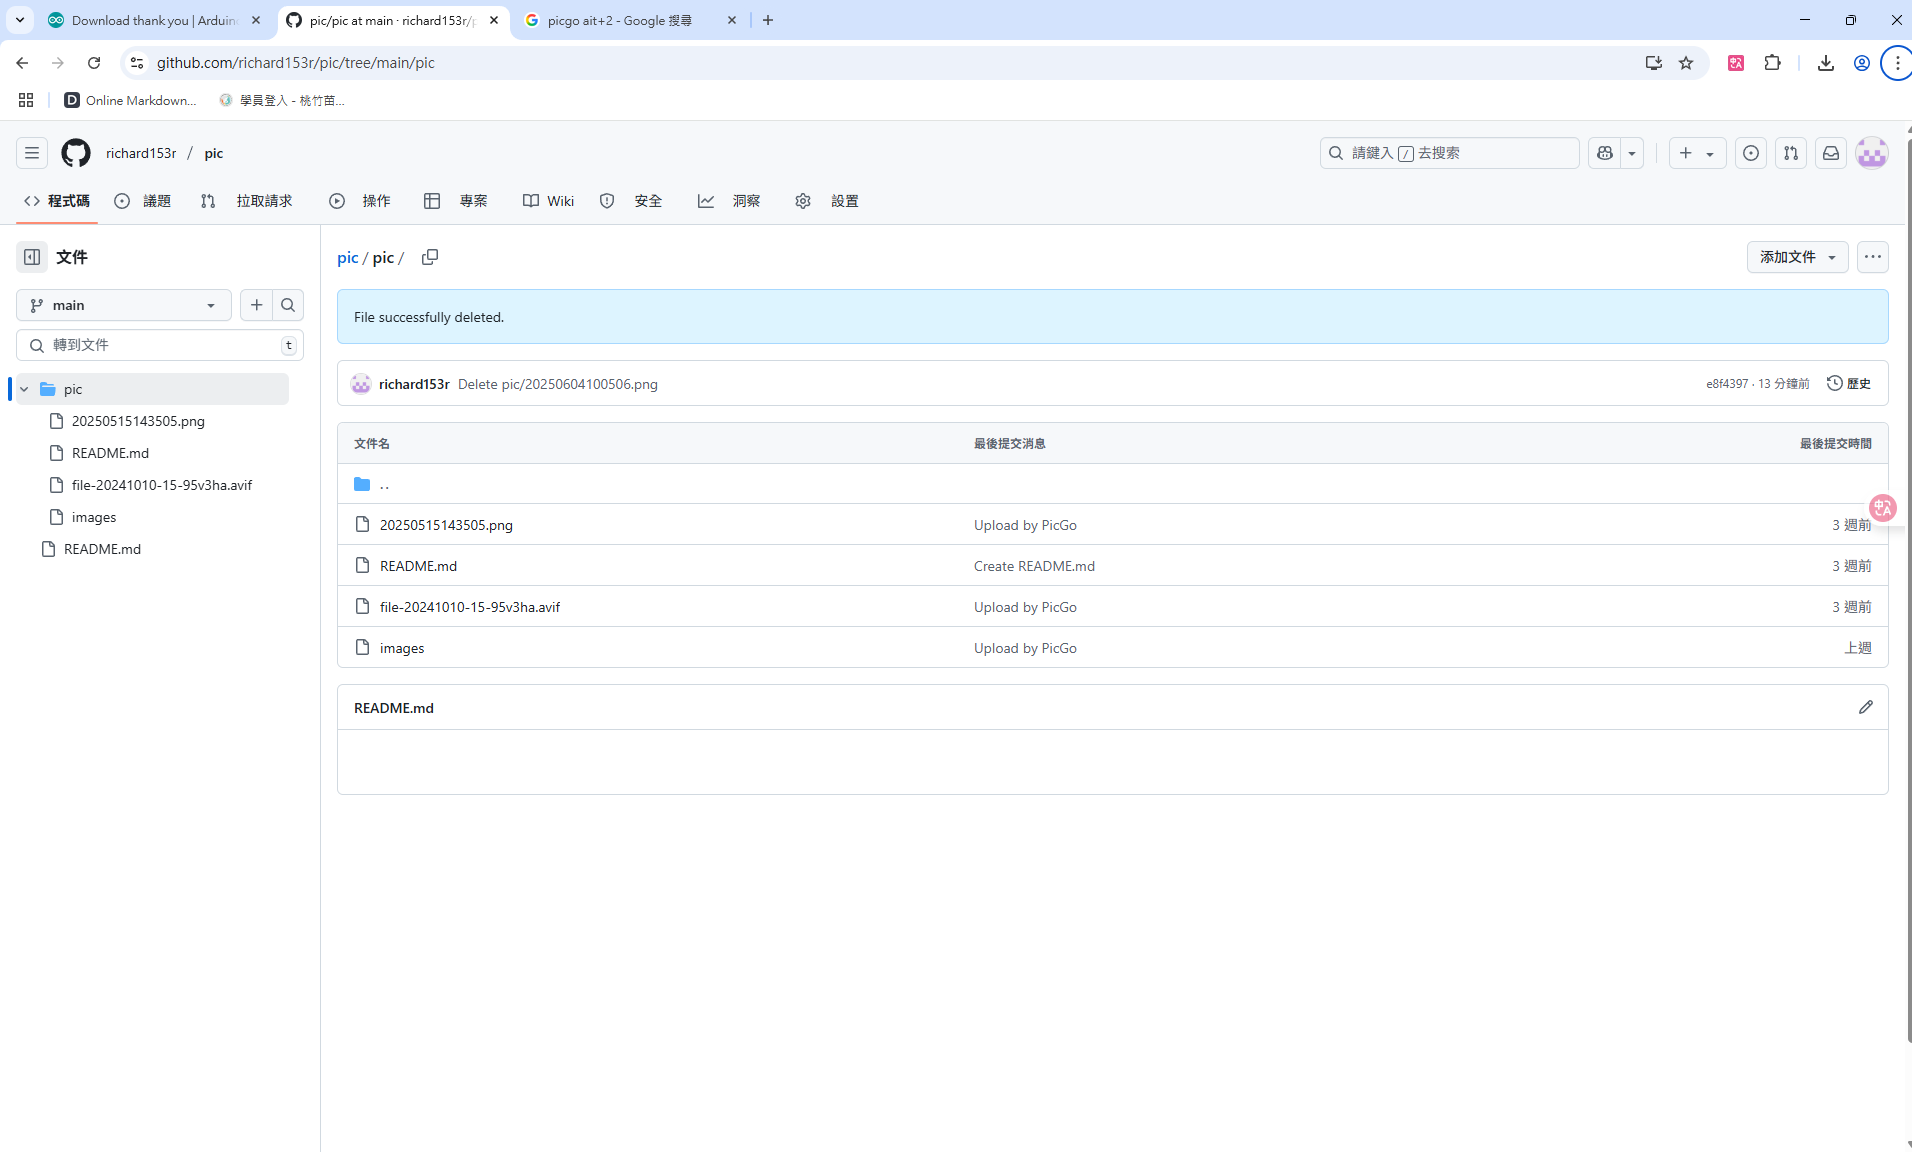 Download thank you | Arduin
pic/pic at main · richard153r/p
picgo ait+2 - Google 搜尋
github.com/richard153r/pic/tree/main/pic
Online Markdown...
學員登入 - 桃竹苗...
richard153r / pic
請鍵入 / 去搜索
程式碼
議題
拉取請求
操作
專案
Wiki
安全
洞察
設置
文件
main
轉到文件
t
pic
20250515143505.png
README.md
file-20241010-15-95v3ha.avif
images
README.md
pic / pic /
添加文件
File successfully deleted.
richard153r Delete pic/20250604100506.png
e8f4397 · 13 分鐘前
歷史
文件名 最後提交消息 最後提交時間
..
20250515143505.png Upload by PicGo 3 週前
README.md Create README.md 3 週前
file-20241010-15-95v3ha.avif Upload by PicGo 3 週前
images Upload by PicGo 上週
README.md